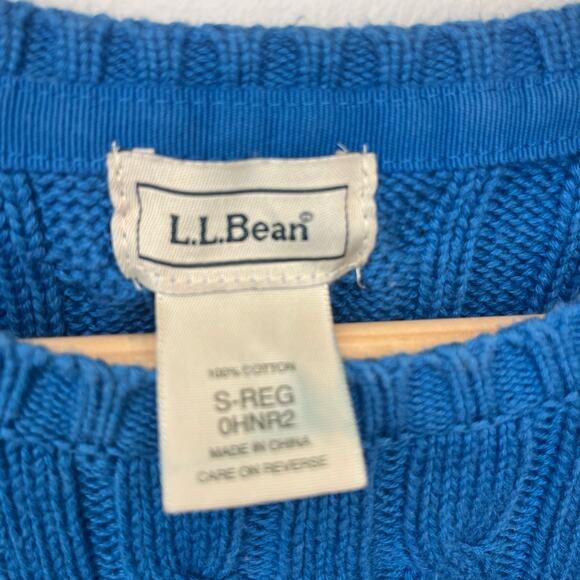 L.L.Bean®
100% COTTON
S-REG
0HNR2
MADE IN CHINA
CARE ON REVERSE